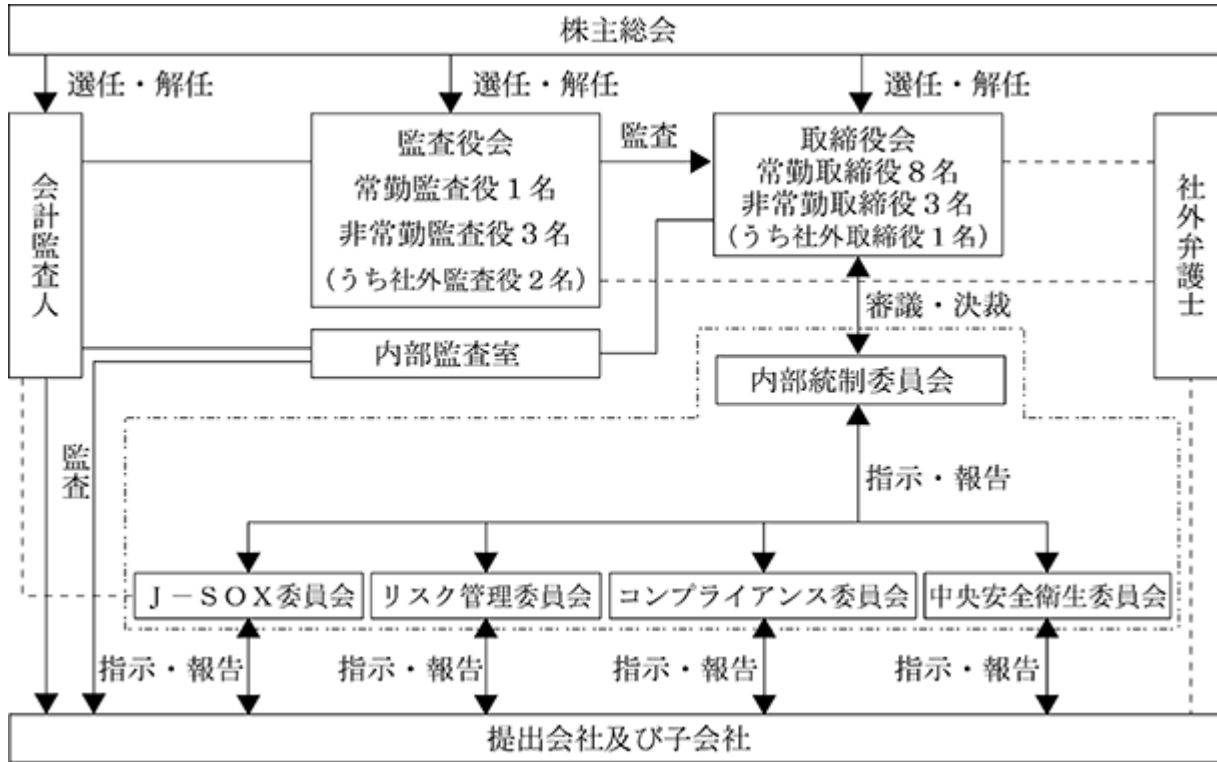 株主総会
選任・解任
選任・解任
選任・解任
会計監査人
監査役会
常勤監査役1名
非常勤監査役3名
(うち社外監査役2名)
監査
取締役会
常勤取締役8名
非常勤取締役3名
(うち社外取締役1名)
社外弁護士
審議・決裁
内部監査室
内部統制委員会
監査
指示・報告
J-SOX委員会
リスク管理委員会
コンプライアンス委員会
中央安全衛生委員会
指示・報告
指示・報告
指示・報告
指示・報告
提出会社及び子会社